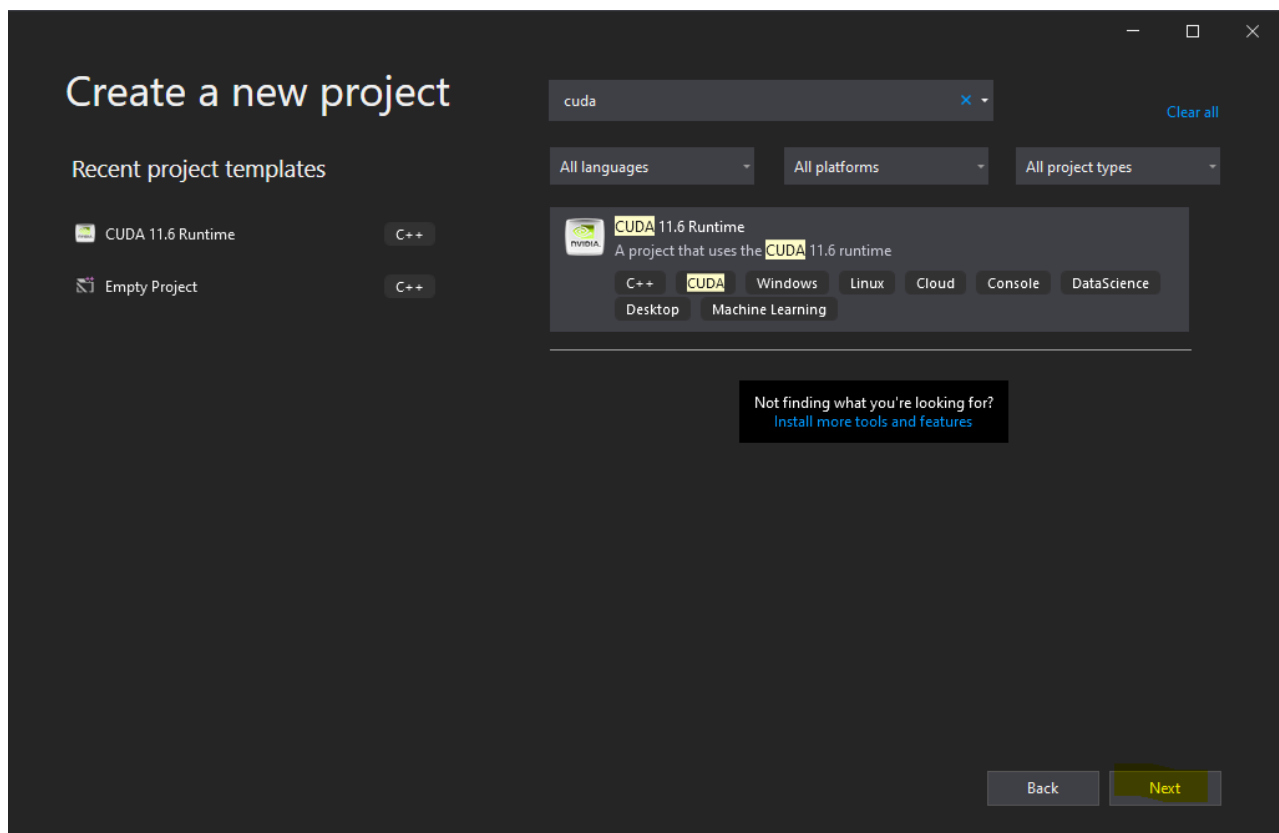 Create a new project
cuda
Clear all
Recent project templates
All languages
All platforms
All project types
CUDA 11.6 Runtime
C++
Empty Project
C++
NVIDIA.
CUDA 11.6 Runtime
A project that uses the CUDA 11.6 runtime
C++ CUDA Windows Linux Cloud Console DataScience
Desktop Machine Learning
Not finding what you're looking for?
Install more tools and features
Back
Next